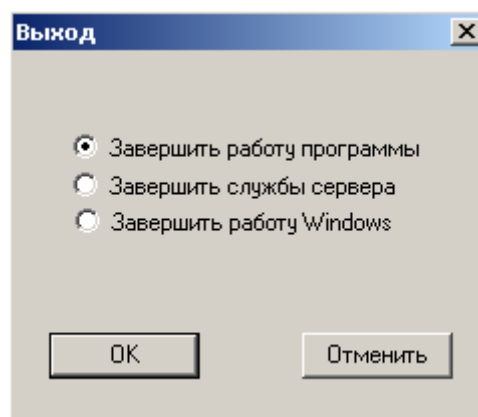 Выход
Завершить работу программы
Завершить службы сервера
Завершить работу Windows
OK
Отменить